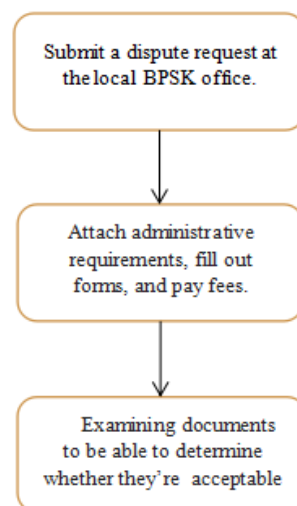 Submit a dispute request at
the local BPSK office.
Attach administrative
requirements, fill out
forms, and pay fees.
Examining documents
to be able to determine
whether they're acceptable